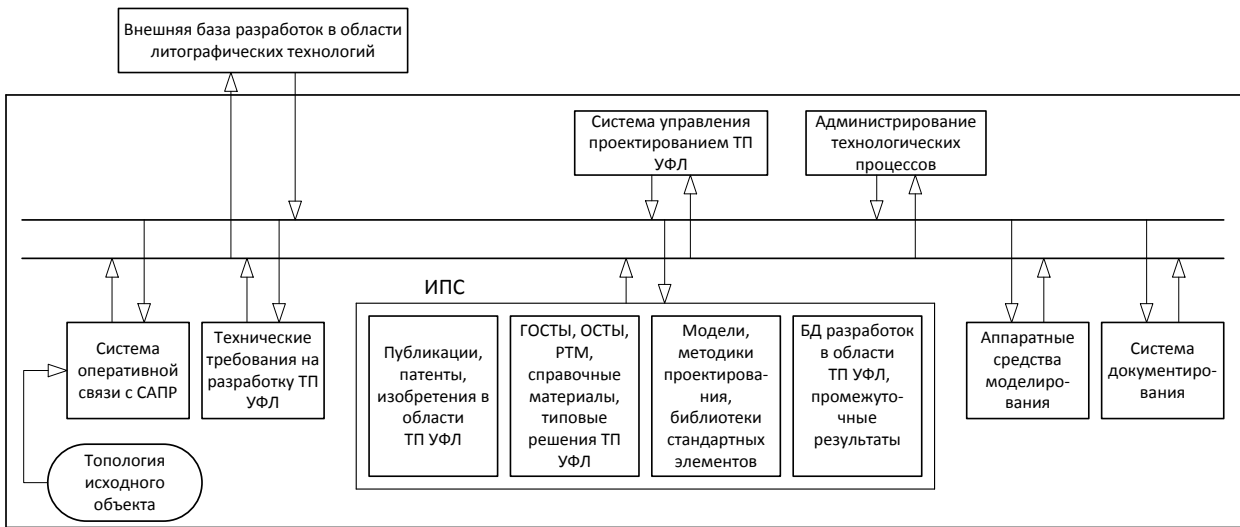 Внешняя база разработок в области
литографических технологий
Система управления
проектированием ТП
УФЛ
Администрирование
технологических
процессов
ИПС
Система
оперативной
связи с САПР
Технические
требования на
разработку ТП
УФЛ
Публикации,
патенты,
изобретения в
области
ТП УФЛ
ГОСТЫ, ОСТЫ,
РТМ,
справочные
материалы,
типовые
решения ТП
УФЛ
Модели,
методики
проектирова-
ния,
библиотеки
стандартных
элементов
БД разработок
в области
ТП УФЛ,
промежуто-
чные
результаты
Аппаратные
средства
моделиро-
вания
Система
документиро-
вания
Топология
исходного
объекта